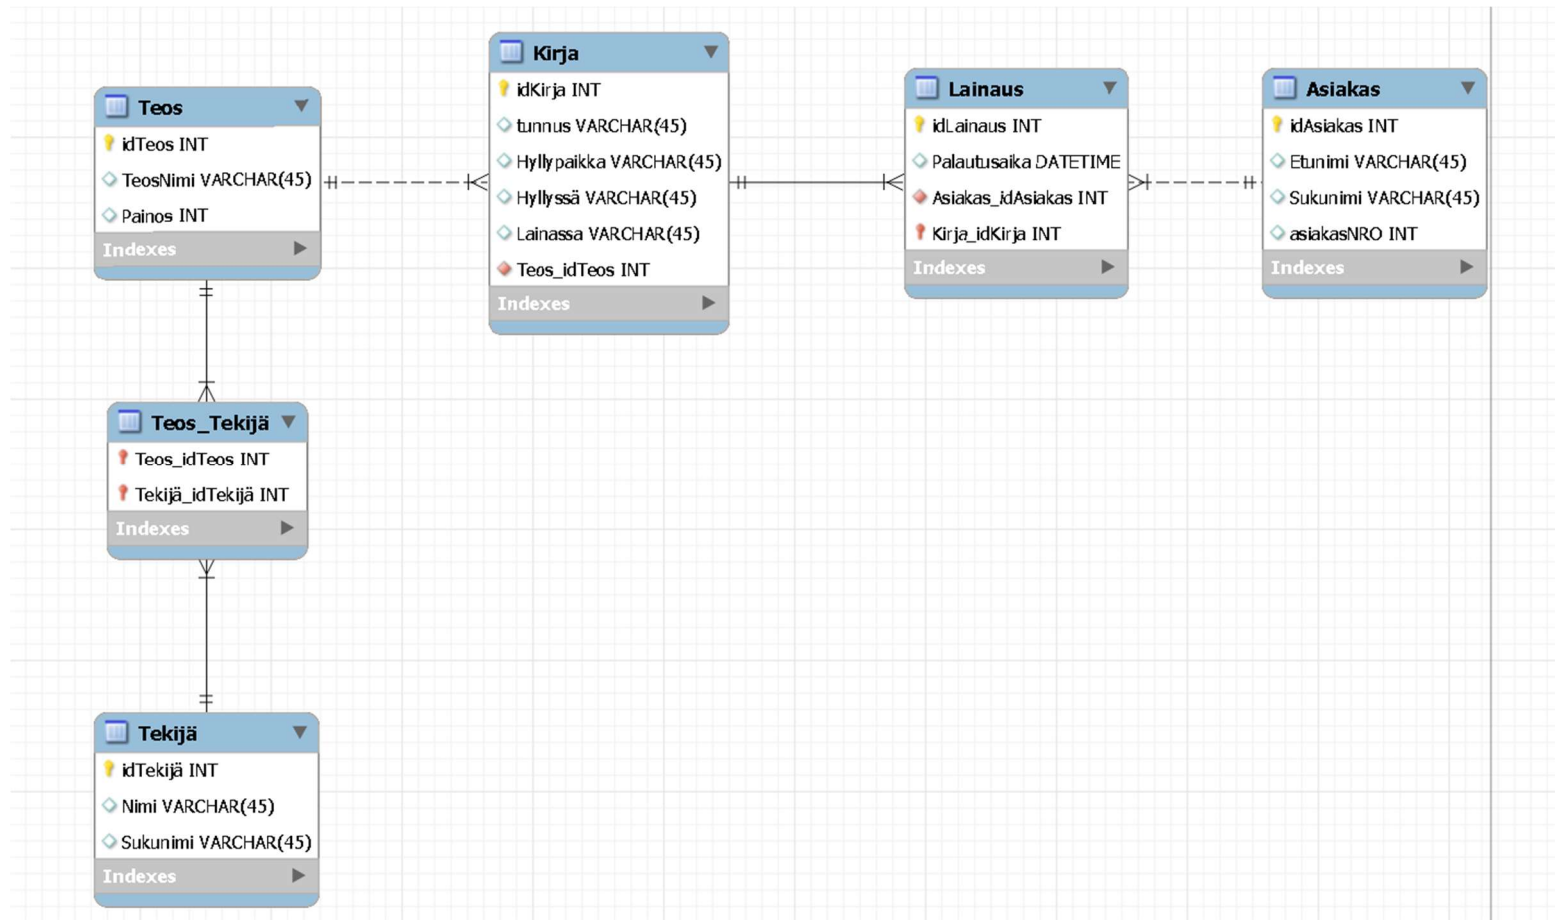 Teos
idTeos INT
TeosNimi VARCHAR(45)
Painos INT
Indexes
Kirja
idKirja INT
tunnus VARCHAR(45)
Hyllypaikka VARCHAR(45)
Hyllyssä VARCHAR(45)
Lainassa VARCHAR(45)
Teos_idTeos INT
Indexes
Lainaus
idLainaus INT
Palautusaika DATETIME
Asiakas_idAsiakas INT
Kirja_idKirja INT
Indexes
Asiakas
idAsiakas INT
Etunimi VARCHAR(45)
Sukunimi VARCHAR(45)
asiakasNRO INT
Indexes
Teos_Tekijä
Teos_idTeos INT
Tekijä_idTekijä INT
Indexes
Tekijä
idTekijä INT
Nimi VARCHAR(45)
Sukunimi VARCHAR(45)
Indexes